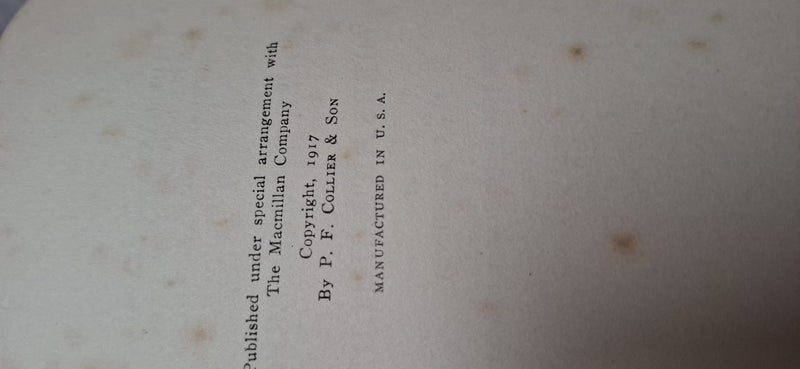 Published under special arrangement with
The Macmillan Company
Copyright, 1917
By P. F. COLLIER & SON
MANUFACTURED IN U. S. A.